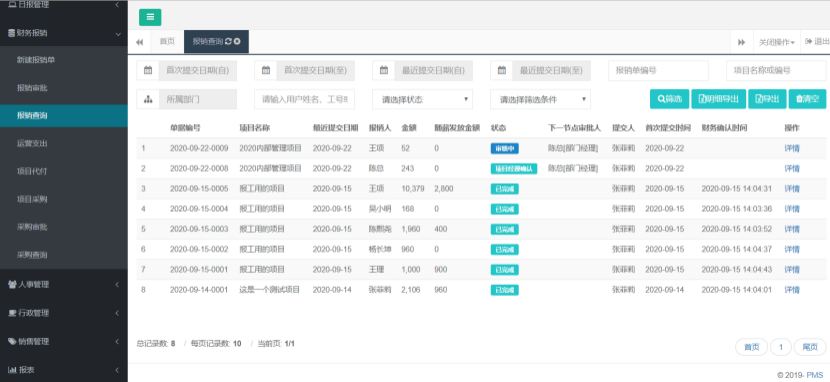 日报管理
财务报销
新建报销单
报销审批
报销查询
运营支出
项目代付
项目采购
采购审批
采购查询
人事管理
行政管理
销售管理
报表
首页 报销查询 关闭操作 退出
首次提交日期(自) 首次提交日期(至) 最近提交日期(自) 最近提交日期(至) 报销单编号 项目名称或编号
所属部门 请输入用户姓名、工号等 请选择状态 请选择筛选条件 筛选 明细导出 导出 清空
单据编号 项目名称 最近提交日期 报销人 金额 随薪发放金额 状态 下一节点审批人 提交人 首次提交时间 财务确认时间 操作
1 2020-09-22-0009 2020内部管理项目 2020-09-22 王项 52 0 审核中 陈总[部门经理] 张菲莉 2020-09-22 详情
2 2020-09-22-0008 2020内部管理项目 2020-09-22 陈总 243 0 项目经理确认 陈总[部门经理] 张菲莉 2020-09-22 详情
3 2020-09-15-0005 报工用的项目 2020-09-15 王项 10,379 2,800 已完成 张菲莉 2020-09-15 2020-09-15 14:04:31 详情
4 2020-09-15-0004 报工用的项目 2020-09-15 吴小明 168 0 已完成 张菲莉 2020-09-15 2020-09-15 14:03:36 详情
5 2020-09-15-0003 报工用的项目 2020-09-15 陈熙尧 1,960 400 已完成 张菲莉 2020-09-15 2020-09-15 14:03:52 详情
6 2020-09-15-0002 报工用的项目 2020-09-15 杨长坤 960 0 已完成 张菲莉 2020-09-15 2020-09-15 14:04:37 详情
7 2020-09-15-0001 报工用的项目 2020-09-15 王理 1,000 900 已完成 张菲莉 2020-09-15 2020-09-15 14:04:43 详情
8 2020-09-14-0001 这是一个测试项目 2020-09-14 张菲莉 2,106 960 已完成 张菲莉 2020-09-14 2020-09-15 14:04:01 详情
总记录数: 8 / 每页记录数: 10 / 当前页: 1/1
首页 1 尾页
© 2019- PMS